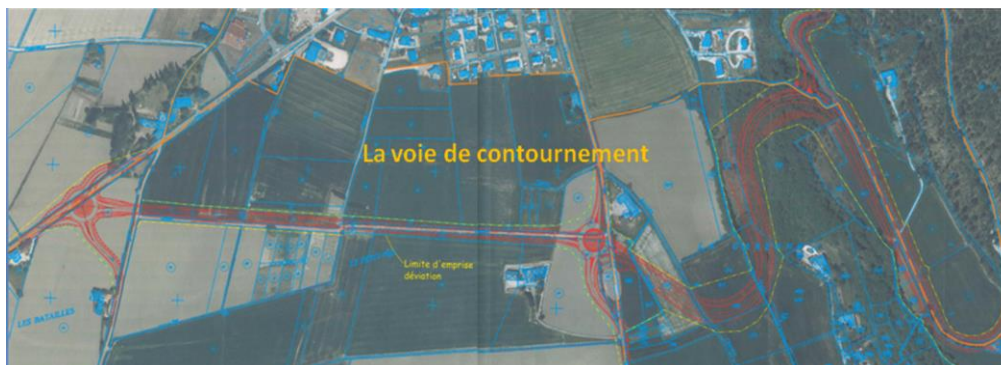 La voie de contournement
Limite d'emprise
déviation
LES BATAILLES